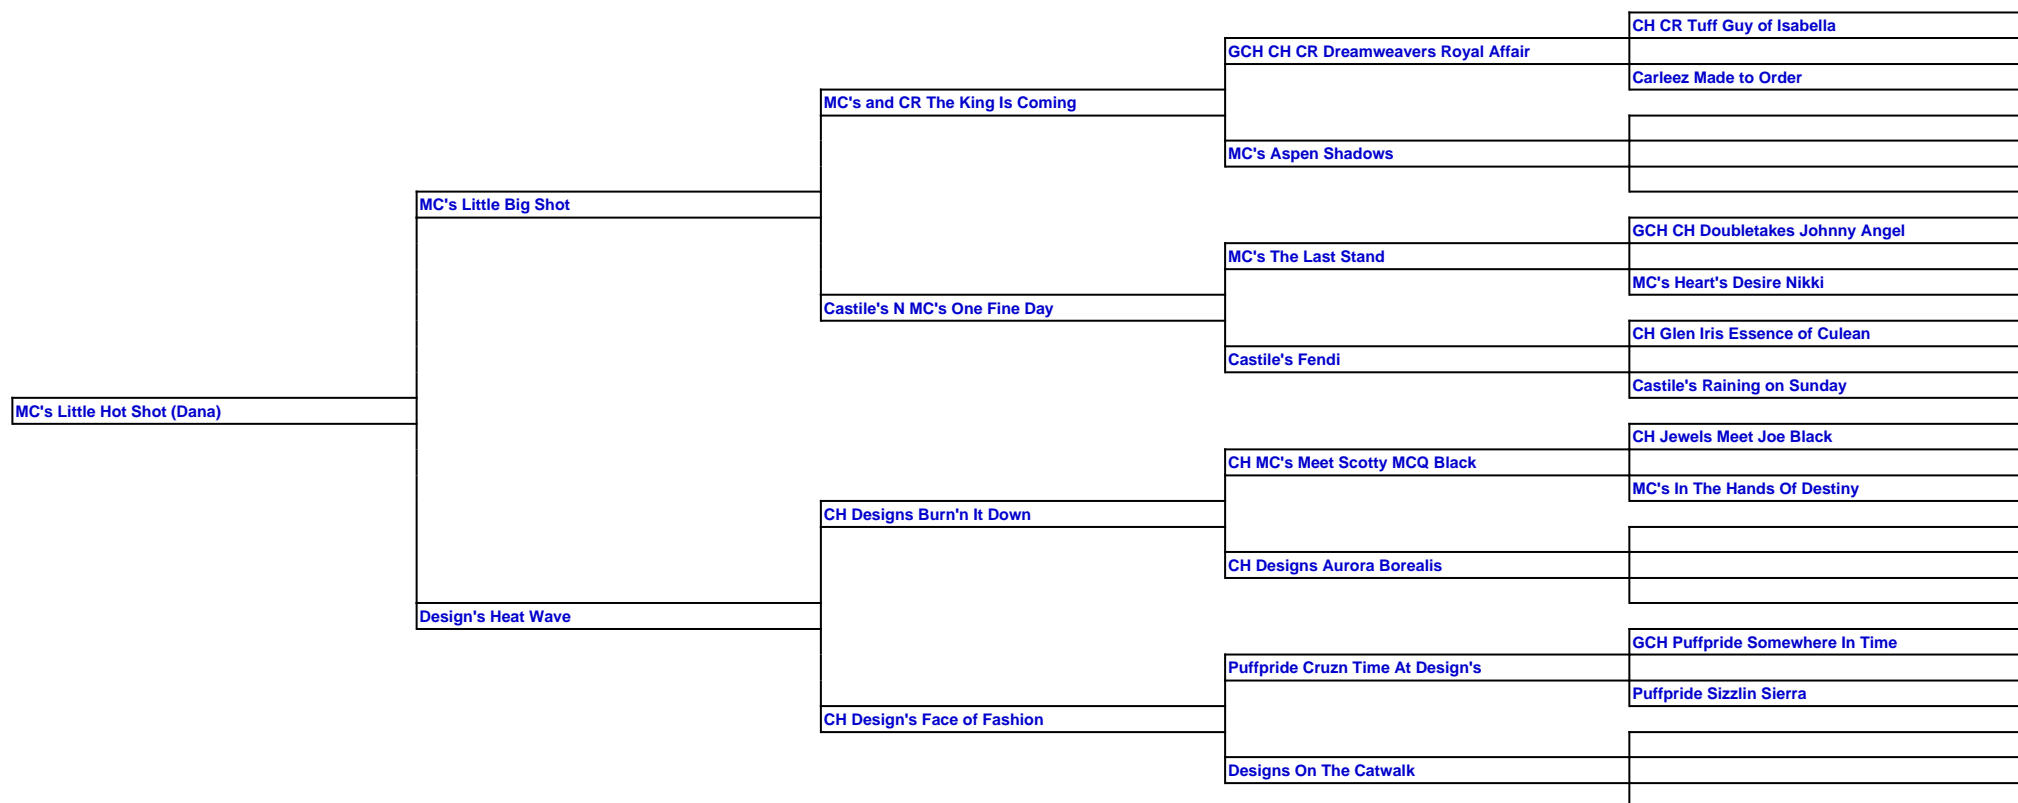 CH CR Tuff Guy of Isabella
GCH CH CR Dreamweavers Royal Affair
Carleez Made to Order
MC's and CR The King Is Coming
MC's Aspen Shadows
MC's Little Big Shot
GCH CH Doubletakes Johnny Angel
MC's The Last Stand
MC's Heart's Desire Nikki
Castile's N MC's One Fine Day
CH Glen Iris Essence of Culean
Castile's Fendi
Castile's Raining on Sunday
MC's Little Hot Shot (Dana)
CH Jewels Meet Joe Black
CH MC's Meet Scotty MCQ Black
MC's In The Hands Of Destiny
CH Designs Burn'n It Down
CH Designs Aurora Borealis
Design's Heat Wave
GCH Puffpride Somewhere In Time
Puffpride Cruzn Time At Design's
Puffpride Sizzlin Sierra
CH Design's Face of Fashion
Designs On The Catwalk